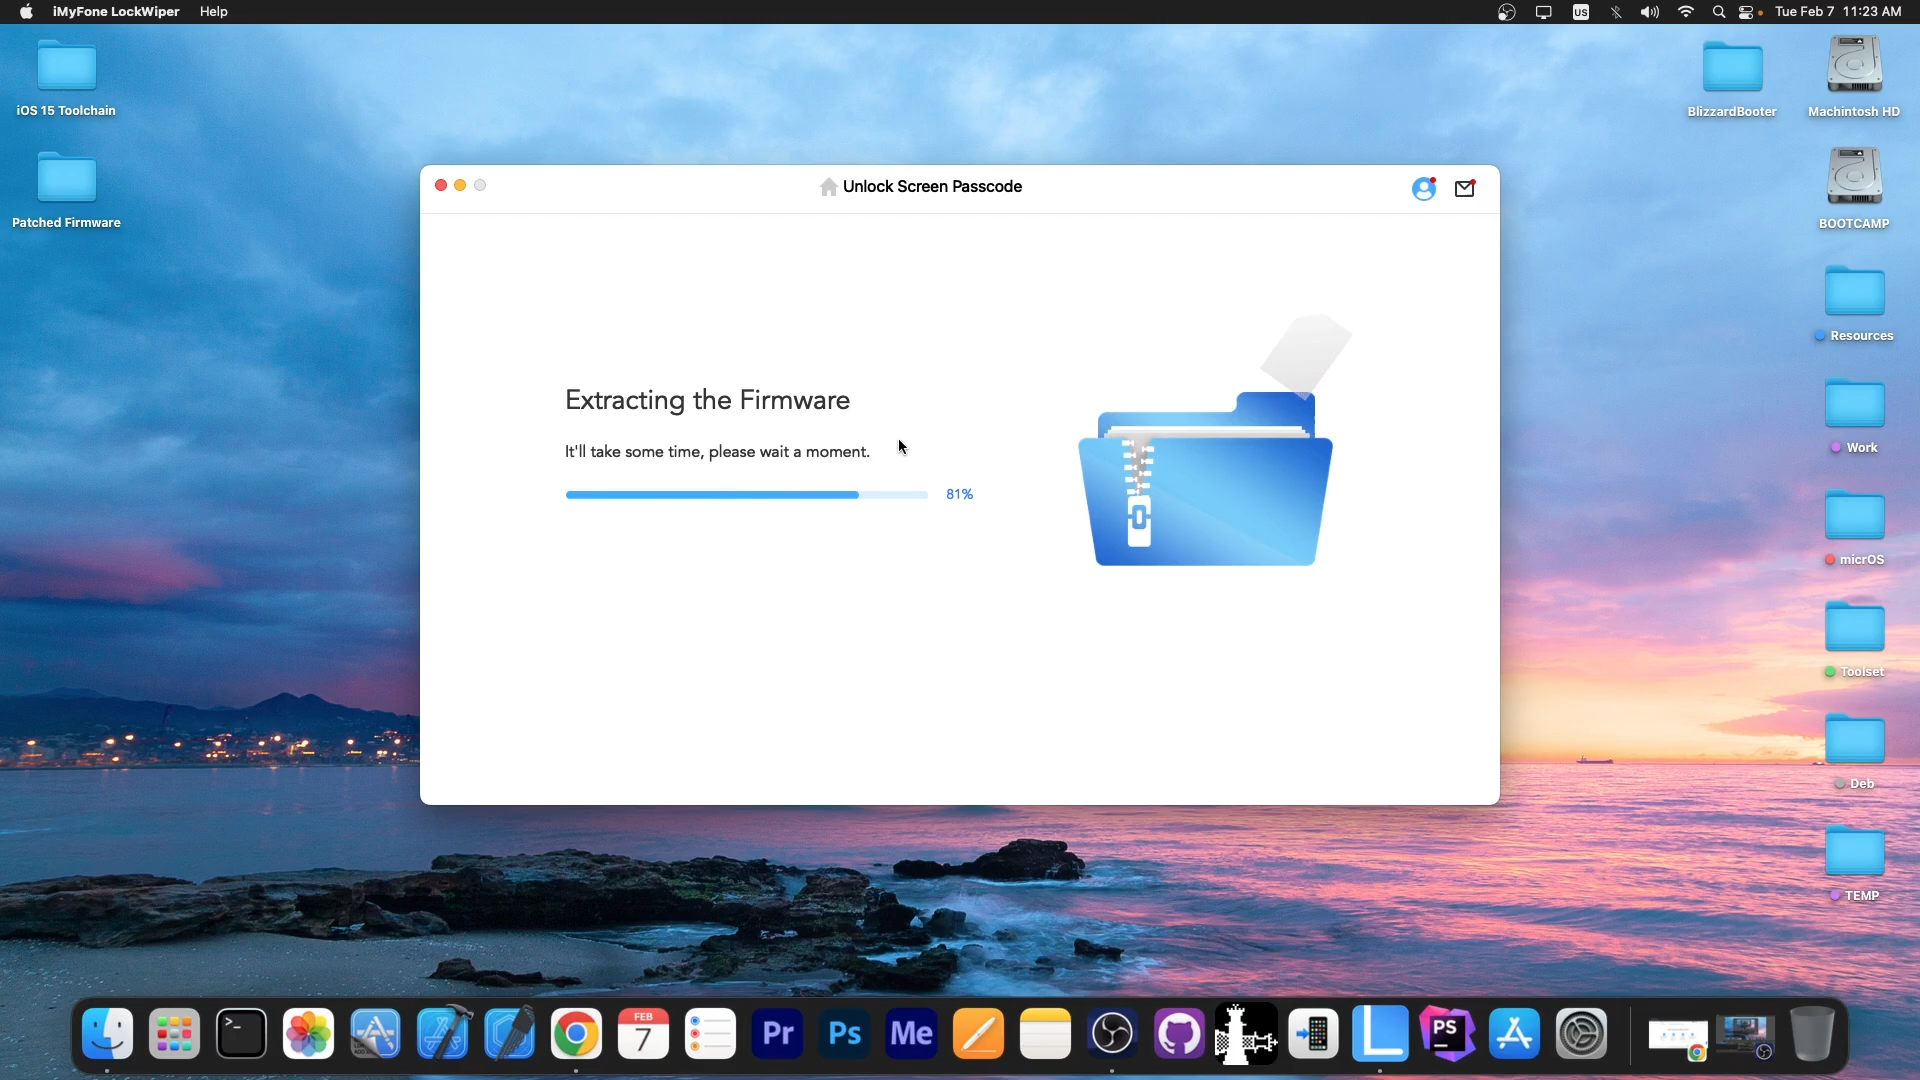 iMyFone LockWiper Help
US
Tue Feb 7 11:23 AM
iOS 15 Toolchain
Patched Firmware
BlizzardBooter
Machintosh HD
BOOTCAMP
Resources
Work
micrOS
Toolset
Deb
TEMP
Unlock Screen Passcode
Extracting the Firmware
It'll take some time, please wait a moment.
81%
FEB
7
Pr
Ps
Me
PS